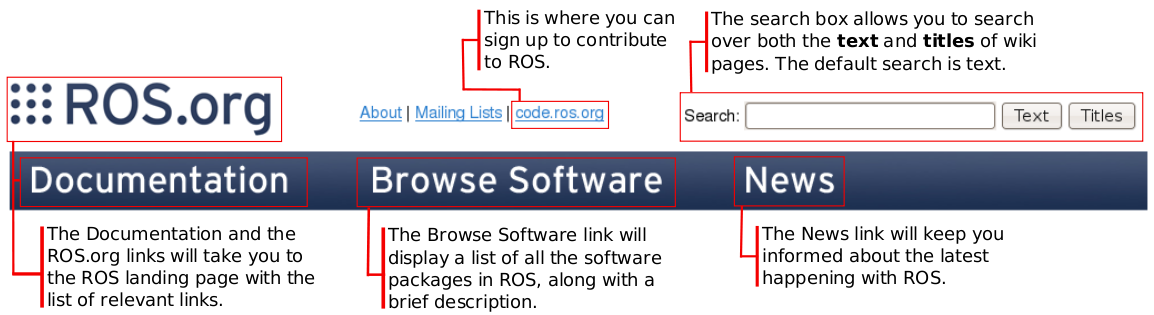 This is where you can
sign up to contribute
to ROS.
The search box allows you to search
over both the text and titles of wiki
pages. The default search is text.
ROS.org
About | Mailing Lists | code.ros.org
Search: Text Titles
Documentation Browse Software News
The Documentation and the
ROS.org links will take you to
the ROS landing page with the
list of relevant links.
The Browse Software link will
display a list of all the software
packages in ROS, along with a
brief description.
The News link will keep you
informed about the latest
happening with ROS.